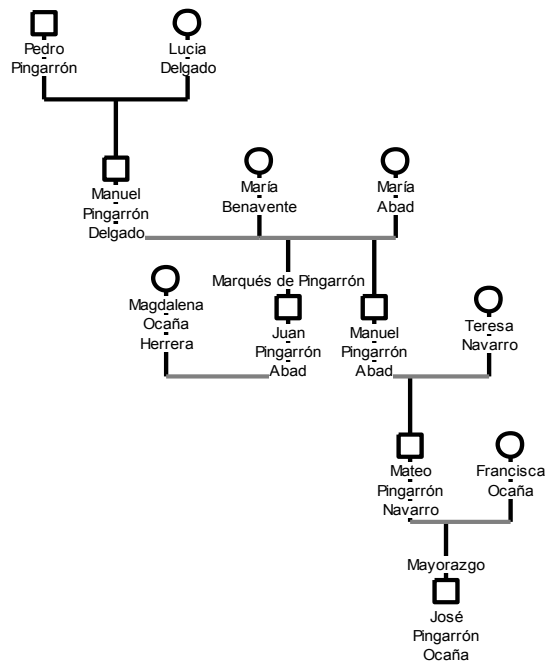 Pedro
Pingarrón
Lucia
Delgado
Manuel
Pingarrón
Delgado
María
Benavente
María
Abad
Marqués de Pingarrón
Magdalena
Ocaña
Herrera
Juan
Pingarrón
Abad
Manuel
Pingarrón
Abad
Teresa
Navarro
Mateo
Pingarrón
Navarro
Francisca
Ocaña
Mayorazgo
José
Pingarrón
Ocaña